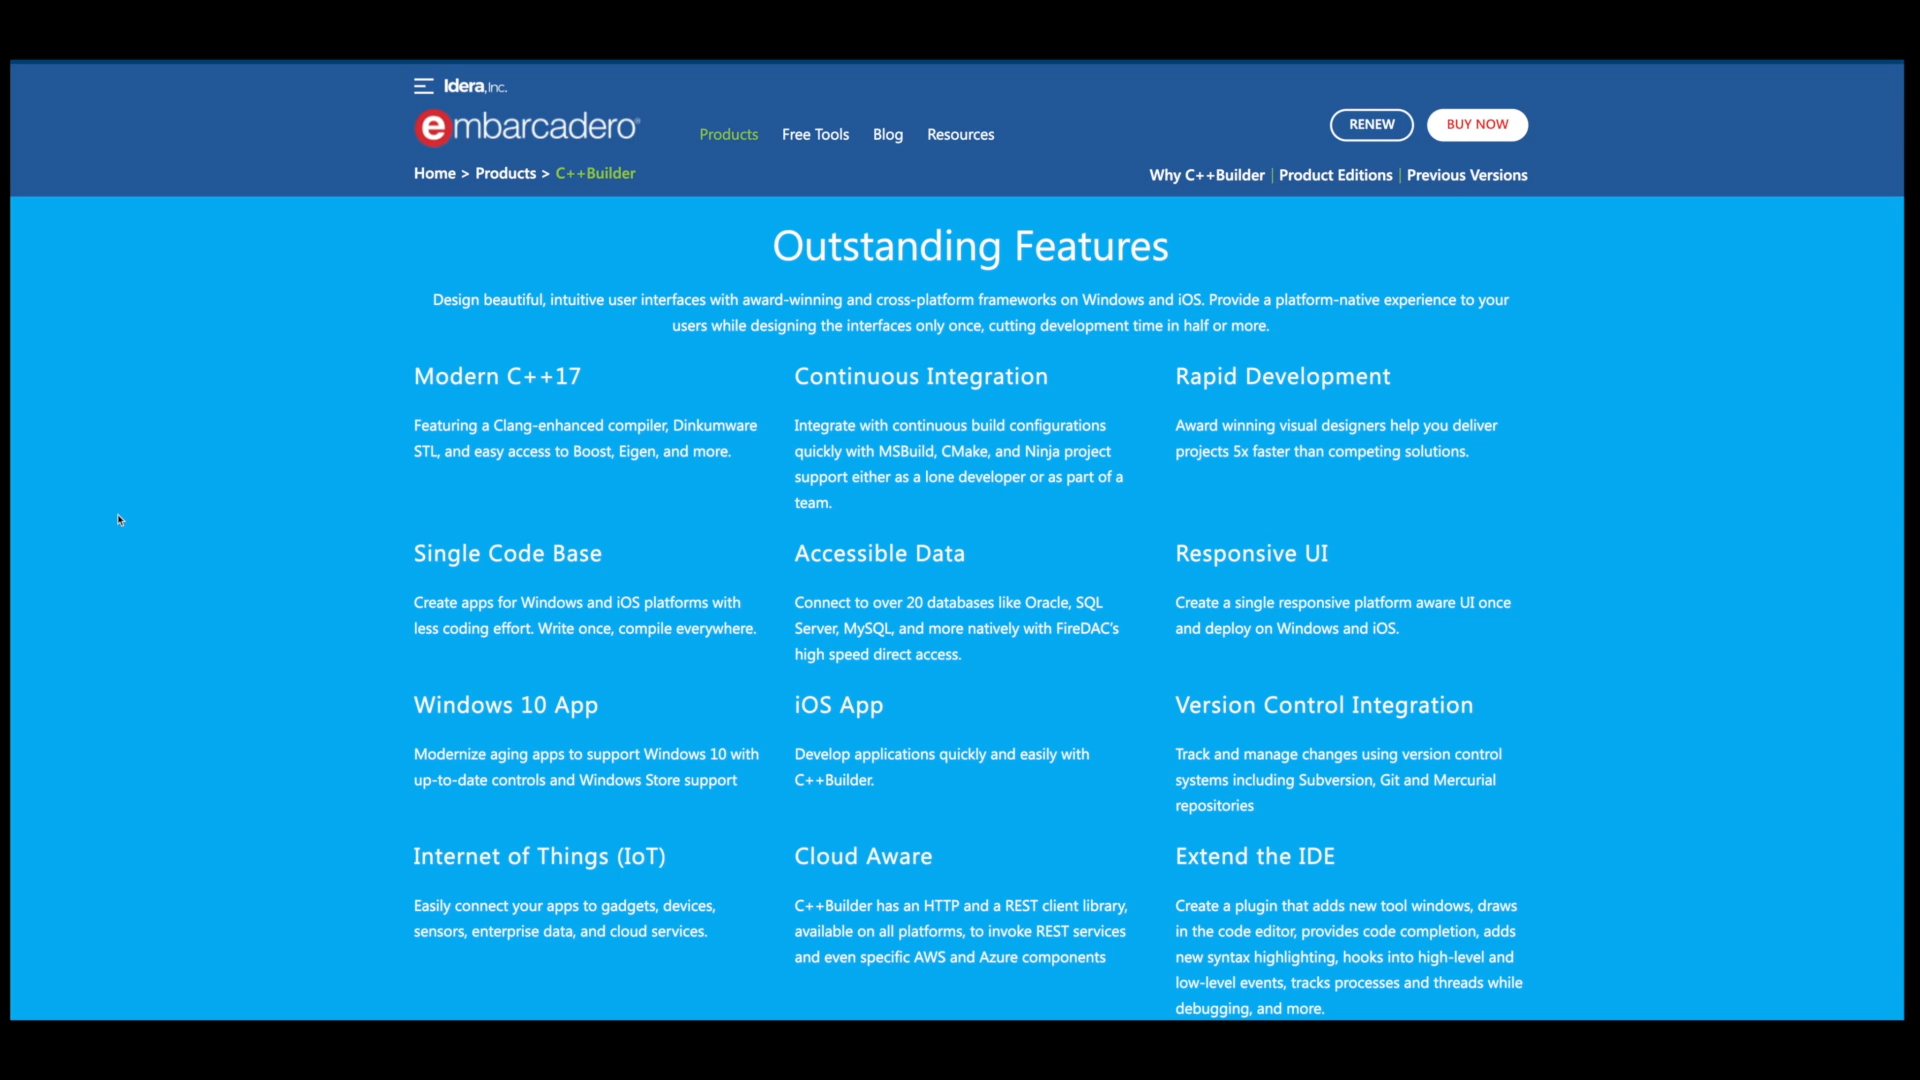 Idera, Inc.
embarcadero
Products Free Tools Blog Resources
RENEW BUY NOW
Home > Products > C++Builder
Why C++Builder | Product Editions | Previous Versions
Outstanding Features
Design beautiful, intuitive user interfaces with award-winning and cross-platform frameworks on Windows and iOS. Provide a platform-native experience to your
users while designing the interfaces only once, cutting development time in half or more.
Modern C++17
Featuring a Clang-enhanced compiler, Dinkumware
STL, and easy access to Boost, Eigen, and more.
Continuous Integration
Integrate with continuous build configurations
quickly with MSBuild, CMake, and Ninja project
support either as a lone developer or as part of a
team.
Rapid Development
Award winning visual designers help you deliver
projects 5x faster than competing solutions.
Single Code Base
Create apps for Windows and iOS platforms with
less coding effort. Write once, compile everywhere.
Accessible Data
Connect to over 20 databases like Oracle, SQL
Server, MySQL, and more natively with FireDAC's
high speed direct access.
Responsive UI
Create a single responsive platform aware UI once
and deploy on Windows and iOS.
Windows 10 App
Modernize aging apps to support Windows 10 with
up-to-date controls and Windows Store support
iOS App
Develop applications quickly and easily with
C++Builder.
Version Control Integration
Track and manage changes using version control
systems including Subversion, Git and Mercurial
repositories
Internet of Things (IoT)
Easily connect your apps to gadgets, devices,
sensors, enterprise data, and cloud services.
Cloud Aware
C++Builder has an HTTP and a REST client library,
available on all platforms, to invoke REST services
and even specific AWS and Azure components
Extend the IDE
Create a plugin that adds new tool windows, draws
in the code editor, provides code completion, adds
new syntax highlighting, hooks into high-level and
low-level events, tracks processes and threads while
debugging, and more.